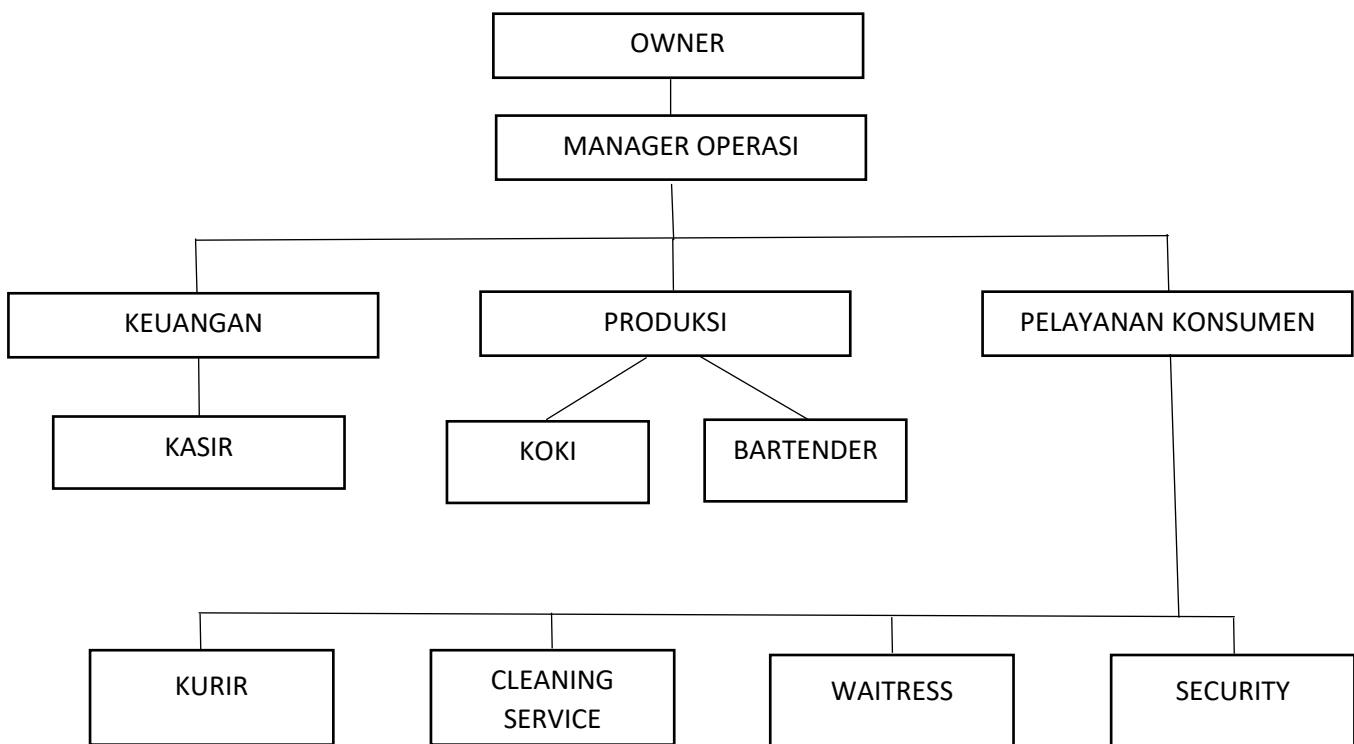 OWNER
MANAGER OPERASI
KEUANGAN
PRODUKSI
PELAYANAN KONSUMEN
KASIR
KOKI
BARTENDER
KURIR
CLEANING
SERVICE
WAITRESS
SECURITY